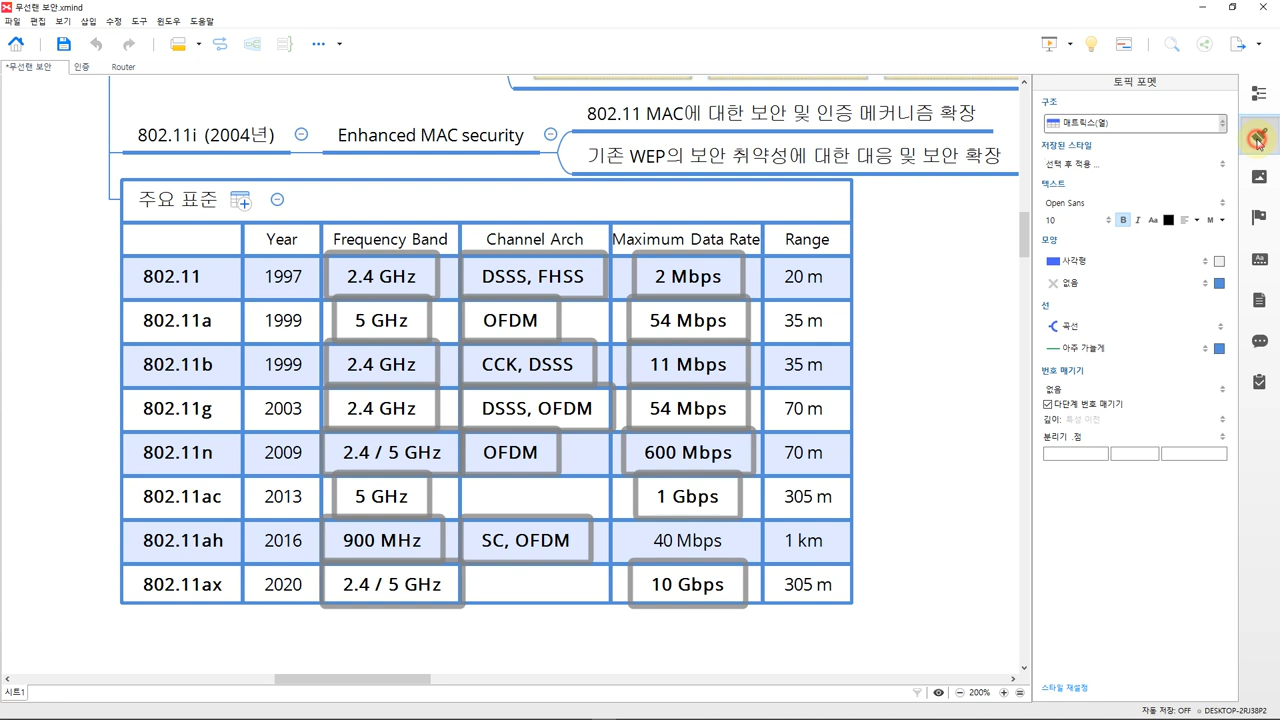 무선랜 보안.xmind
파일 편집 보기 삽입 수정 도구 윈도우 도움말
*무선랜 보안 인증 Router
802.11i (2004년) Enhanced MAC security
802.11 MAC에 대한 보안 및 인증 메커니즘 확장
기존 WEP의 보안 취약성에 대한 대응 및 보안 확장
주요 표준
Year Frequency Band Channel Arch Maximum Data Rate Range
802.11 1997 2.4 GHz DSSS, FHSS 2 Mbps 20 m
802.11a 1999 5 GHz OFDM 54 Mbps 35 m
802.11b 1999 2.4 GHz CCK, DSSS 11 Mbps 35 m
802.11g 2003 2.4 GHz DSSS, OFDM 54 Mbps 70 m
802.11n 2009 2.4 / 5 GHz OFDM 600 Mbps 70 m
802.11ac 2013 5 GHz 1 Gbps 305 m
802.11ah 2016 900 MHz SC, OFDM 40 Mbps 1 km
802.11ax 2020 2.4 / 5 GHz 10 Gbps 305 m
토픽 포멧
구조
매트릭스(열)
저장된 스타일
선택 후 적용 ...
텍스트
Open Sans
10 B I Aa M
모양
사각형
없음
선
곡선
아주 가늘게
번호 매기기
없음
다단계 번호 매기기
깊이: 특성 이전
분리기 .점
스타일 재설정
시트1
200%
자동 저장: OFF DESKTOP-2RJ38P2